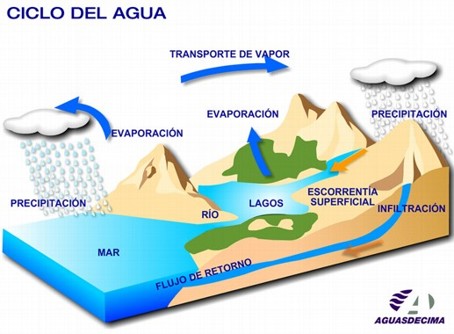 CICLO DEL AGUA
TRANSPORTE DE VAPOR
EVAPORACIÓN
PRECIPITACIÓN
EVAPORACIÓN
PRECIPITACIÓN
RÍO
LAGOS
ESCORRENTÍA
SUPERFICIAL
INFILTRACIÓN
MAR
FLUJO DE RETORNO
AGUASDECIMA